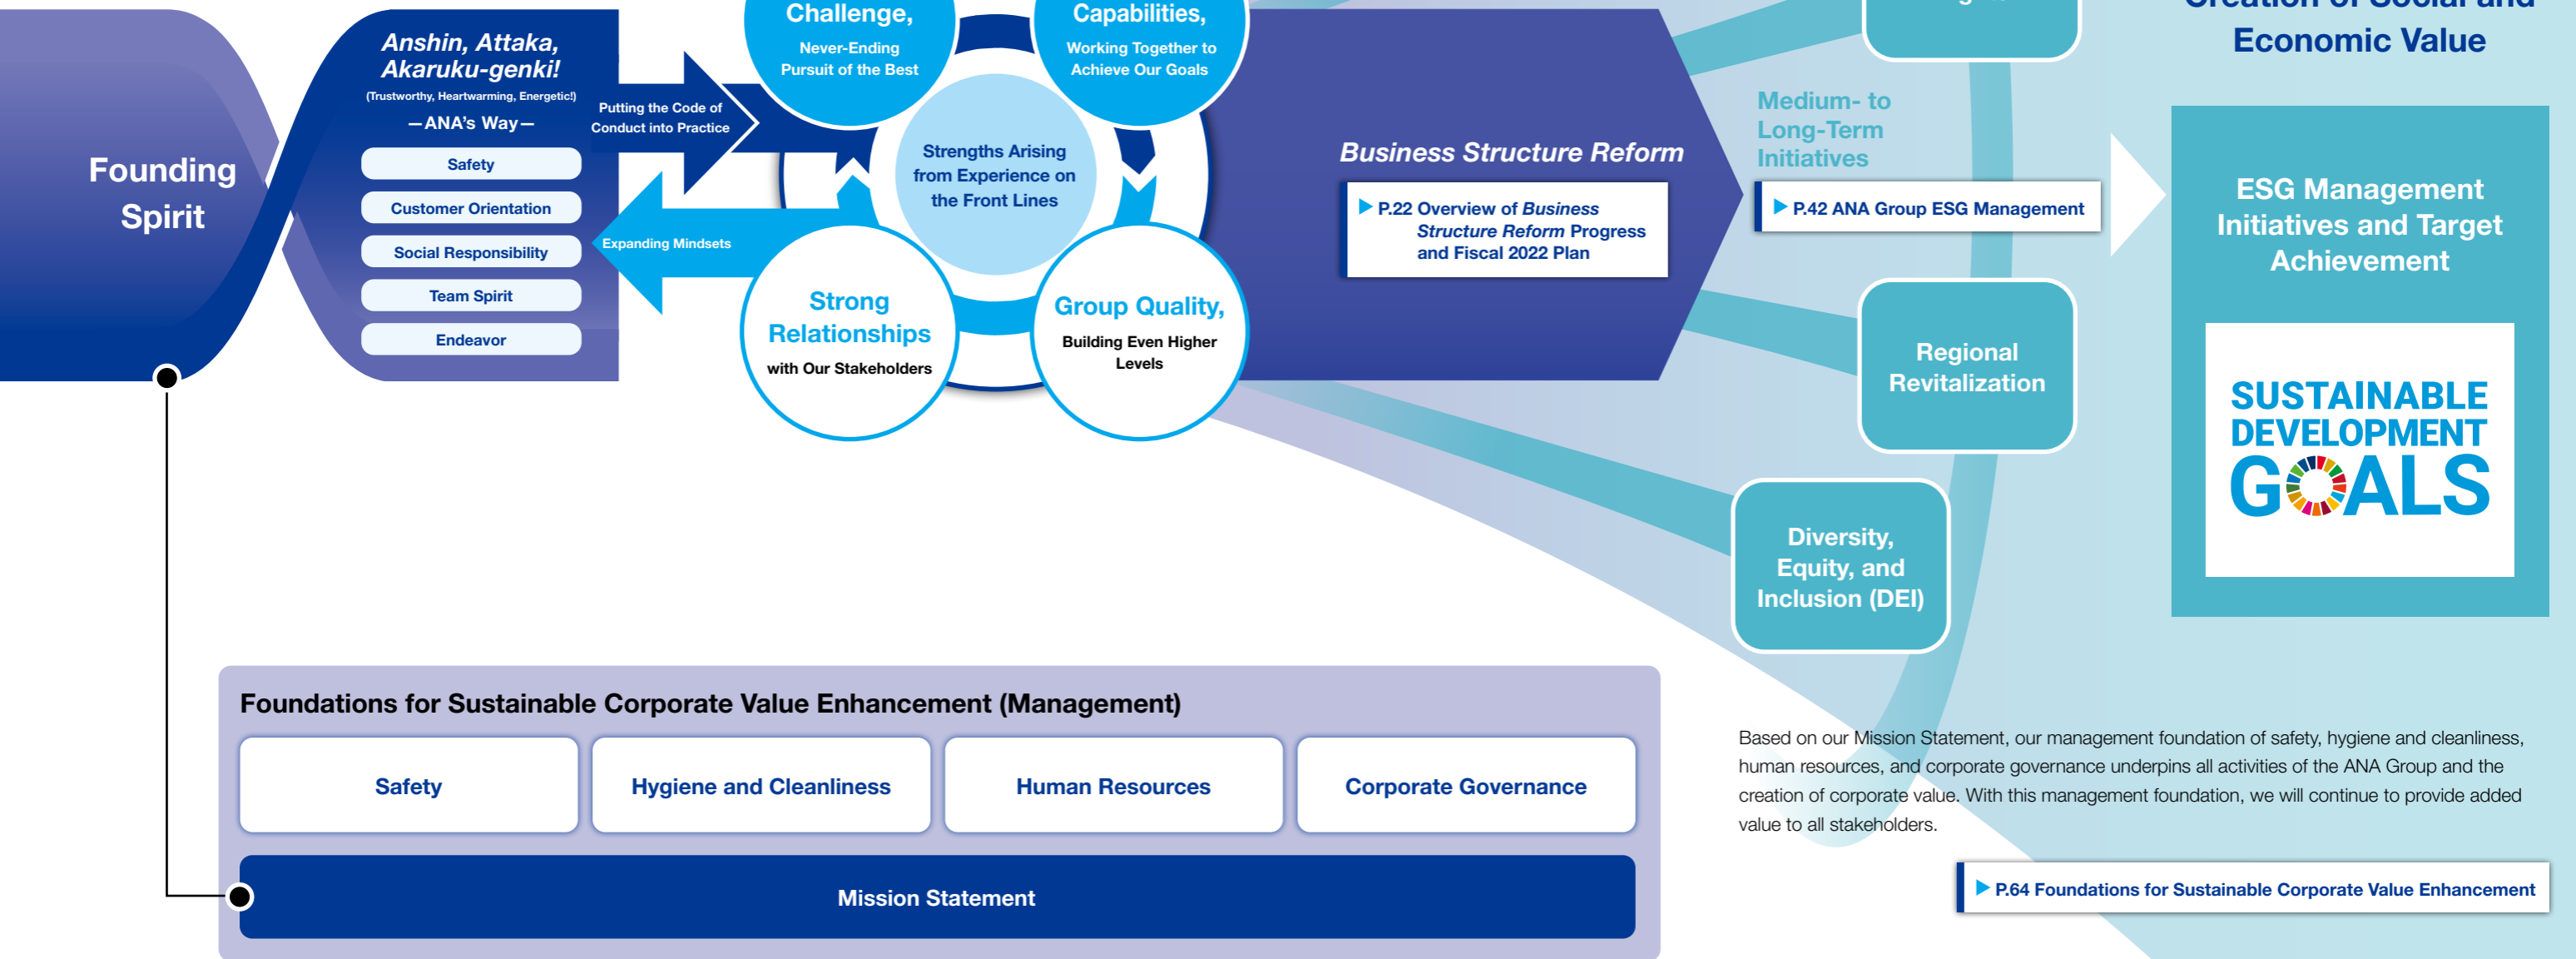 Founding
Spirit
Anshin, Attaka,
Akaruku-genki!
(Trustworthy, Heartwarming, Energetic!)
—ANA's Way—
Safety
Customer Orientation
Social Responsibility
Team Spirit
Endeavor
Putting the Code of
Conduct into Practice
Expanding Mindsets
Challenge,
Never-Ending
Pursuit of the Best
Capabilities,
Working Together to
Achieve Our Goals
Strengths Arising
from Experience on
the Front Lines
Strong
Relationships
with Our Stakeholders
Group Quality,
Building Even Higher
Levels
Business Structure Reform
P.22 Overview of Business
Structure Reform Progress
and Fiscal 2022 Plan
Medium- to
Long-Term
Initiatives
P.42 ANA Group ESG Management
Regional
Revitalization
Diversity,
Equity, and
Inclusion (DEI)
Creation of Social and
Economic Value
ESG Management
Initiatives and Target
Achievement
SUSTAINABLE
DEVELOPMENT
GOALS
Foundations for Sustainable Corporate Value Enhancement (Management)
Safety
Hygiene and Cleanliness
Human Resources
Corporate Governance
Mission Statement
Based on our Mission Statement, our management foundation of safety, hygiene and cleanliness,
human resources, and corporate governance underpins all activities of the ANA Group and the
creation of corporate value. With this management foundation, we will continue to provide added
value to all stakeholders.
P.64 Foundations for Sustainable Corporate Value Enhancement